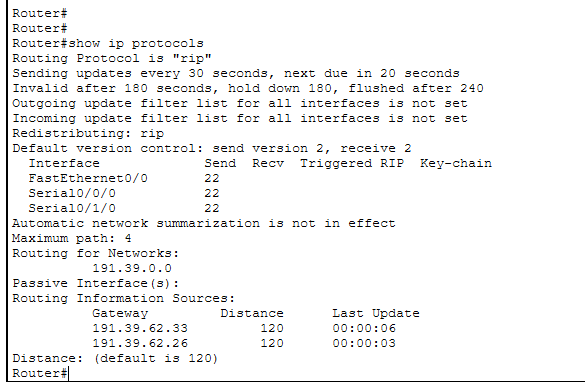 Router#
Router#
Router#show ip protocols
Routing Protocol is "rip"
Sending updates every 30 seconds, next due in 20 seconds
Invalid after 180 seconds, hold down 180, flushed after 240
Outgoing update filter list for all interfaces is not set
Incoming update filter list for all interfaces is not set
Redistributing: rip
Default version control: send version 2, receive 2
  Interface             Send  Recv  Triggered RIP  Key-chain
  FastEthernet0/0       22
  Serial0/0/0           22
  Serial0/1/0           22
Automatic network summarization is not in effect
Maximum path: 4
Routing for Networks:
          191.39.0.0
Passive Interface(s):
Routing Information Sources:
          Gateway         Distance      Last Update
          191.39.62.33         120      00:00:06
          191.39.62.26         120      00:00:03
Distance: (default is 120)
Router#